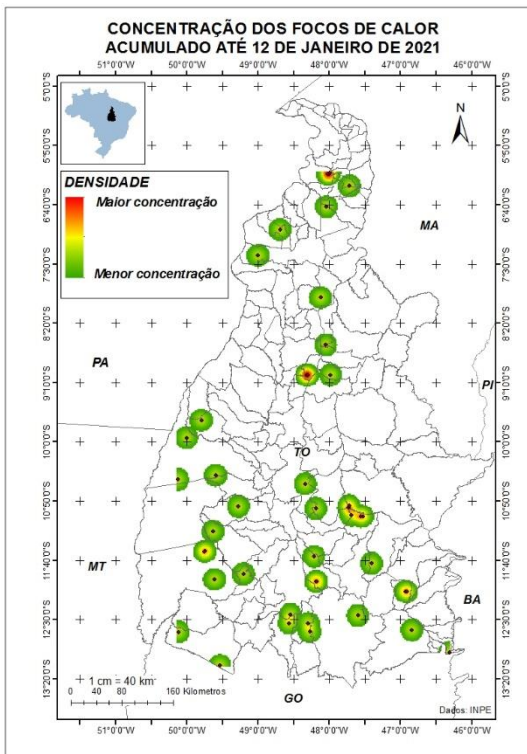 CONCENTRAÇÃO DOS FOCOS DE CALOR
ACUMULADO ATÉ 12 DE JANEIRO DE 2021
51°0'0"O 50°0'0"O 49°0'0"O 48°0'0"O 47°0'0"O 46°0'0"O
5°0'0"S 5°0'0"S
N
5°50'0"S 5°50'0"S
DENSIDADE
Maior concentração
6°40'0"S 6°40'0"S
MA
Menor concentração
7°30'0"S 7°30'0"S
8°20'0"S 8°20'0"S
PA
PI
9°10'0"S 9°10'0"S
10°0'0"S 10°0'0"S
TO
10°50'0"S 10°50'0"S
11°40'0"S 11°40'0"S
MT
BA
12°30'0"S 12°30'0"S
13°20'0"S 13°20'0"S
1 cm = 40 km
40 80 160 Kilometros
GO
Dados: INPE
51°0'0"O 50°0'0"O 49°0'0"O 48°0'0"O 47°0'0"O 46°0'0"O